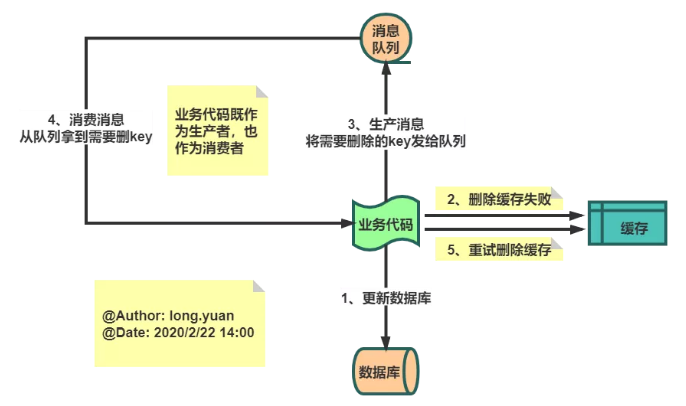 消息
队列
4、消费消息
从队列拿到需要删key
业务代码既作
为生产者，也
作为消费者
3、生产消息
将需要删除的key发给队列
2、删除缓存失败
业务代码
缓存
5、重试删除缓存
1、更新数据库
@Author: long.yuan
@Date: 2020/2/22 14:00
数据库